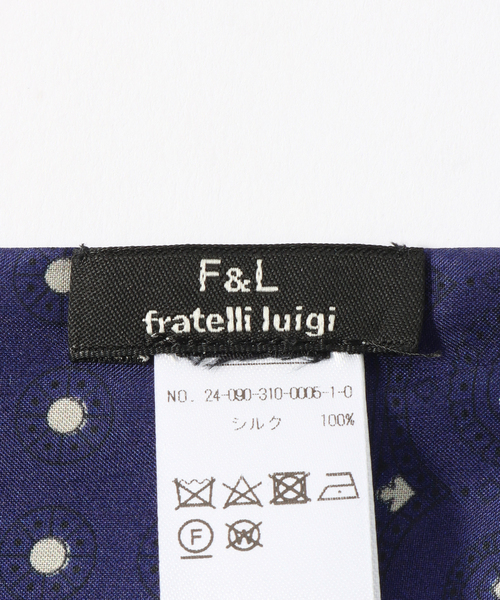 F&L
fratelli luigi
NO. 24-090-310-0005-1-0
シルク 100%
F W